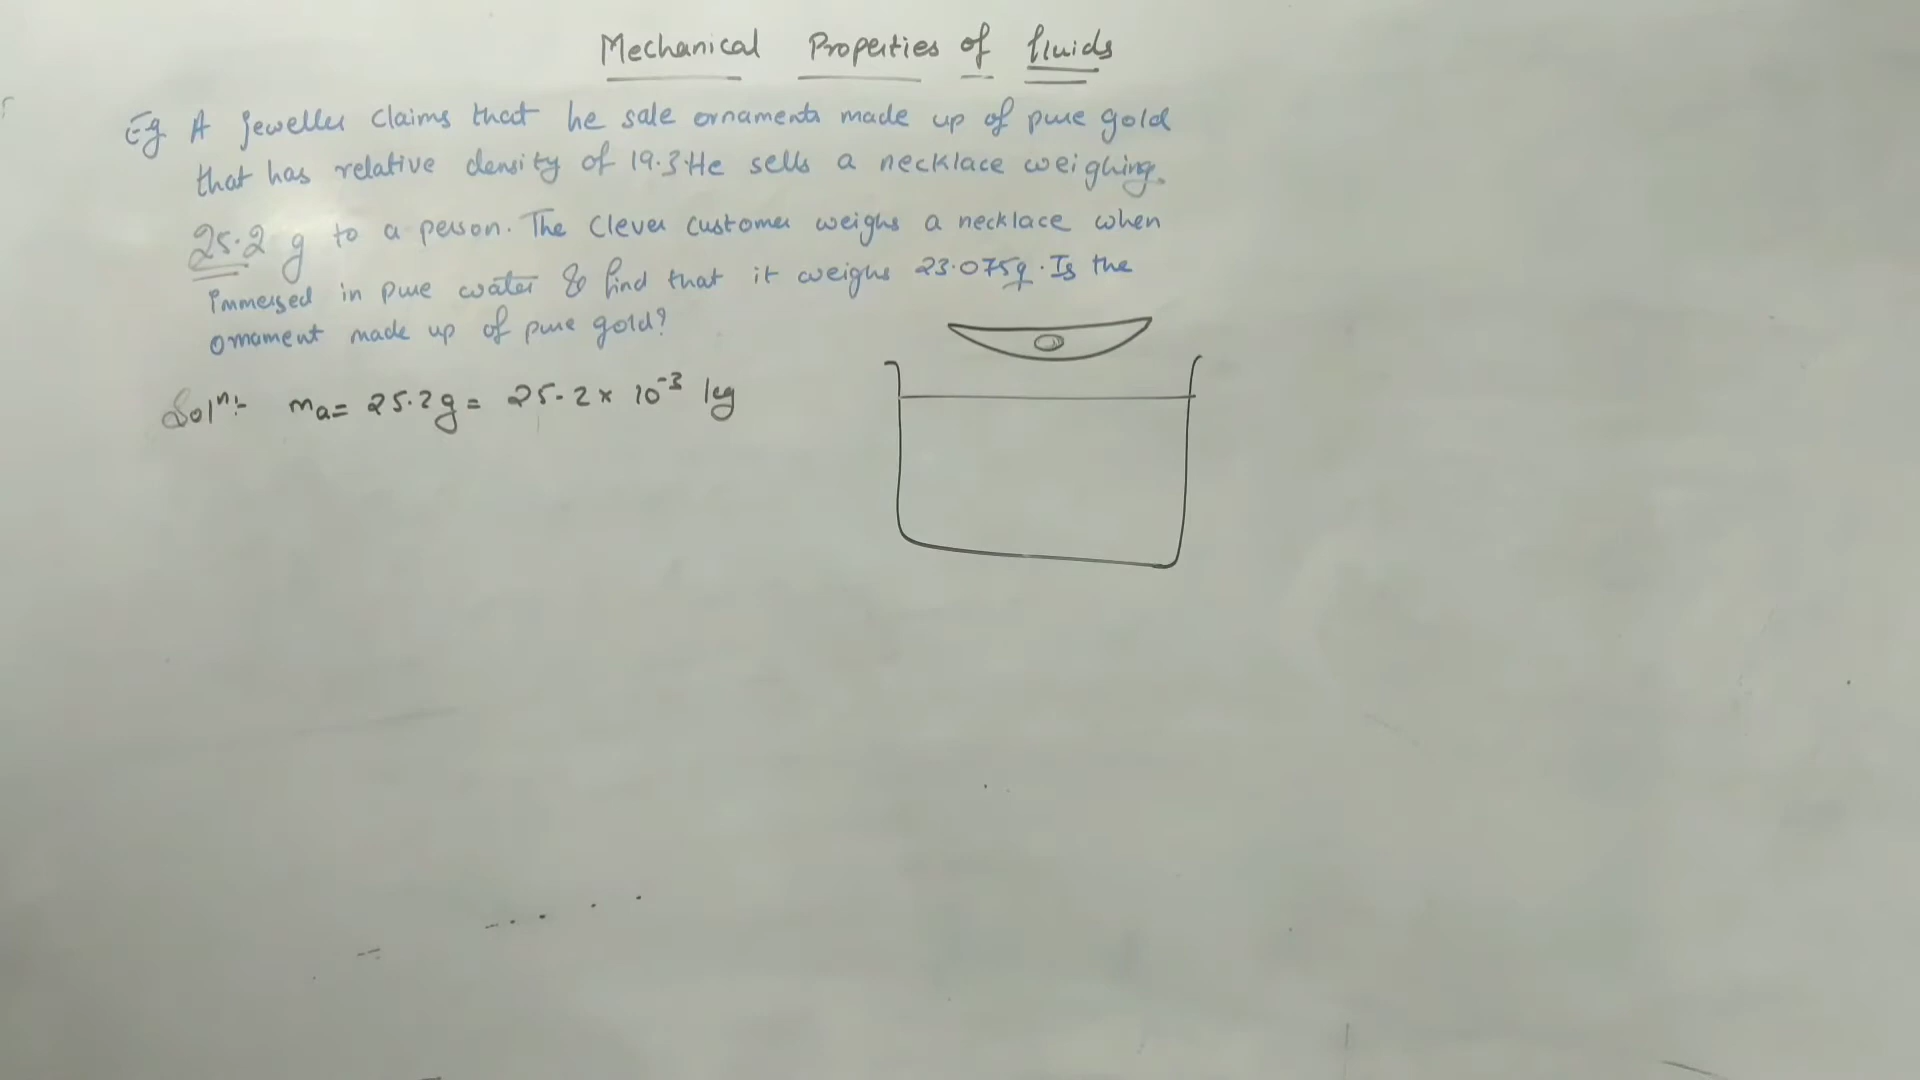 Mechanical Properties of fluids
Eg A jeweller claims that he sale ornaments made up of pure gold
that has relative density of 19.3. He sells a necklace weighing
25.2 g to a person. The clever customer weighs a necklace when
immersed in pure water & find that it weighs 23.075g. Is the
ornament made up of pure gold?
Solⁿ:- mₐ = 25.2g = 25.2 × 10⁻³ kg